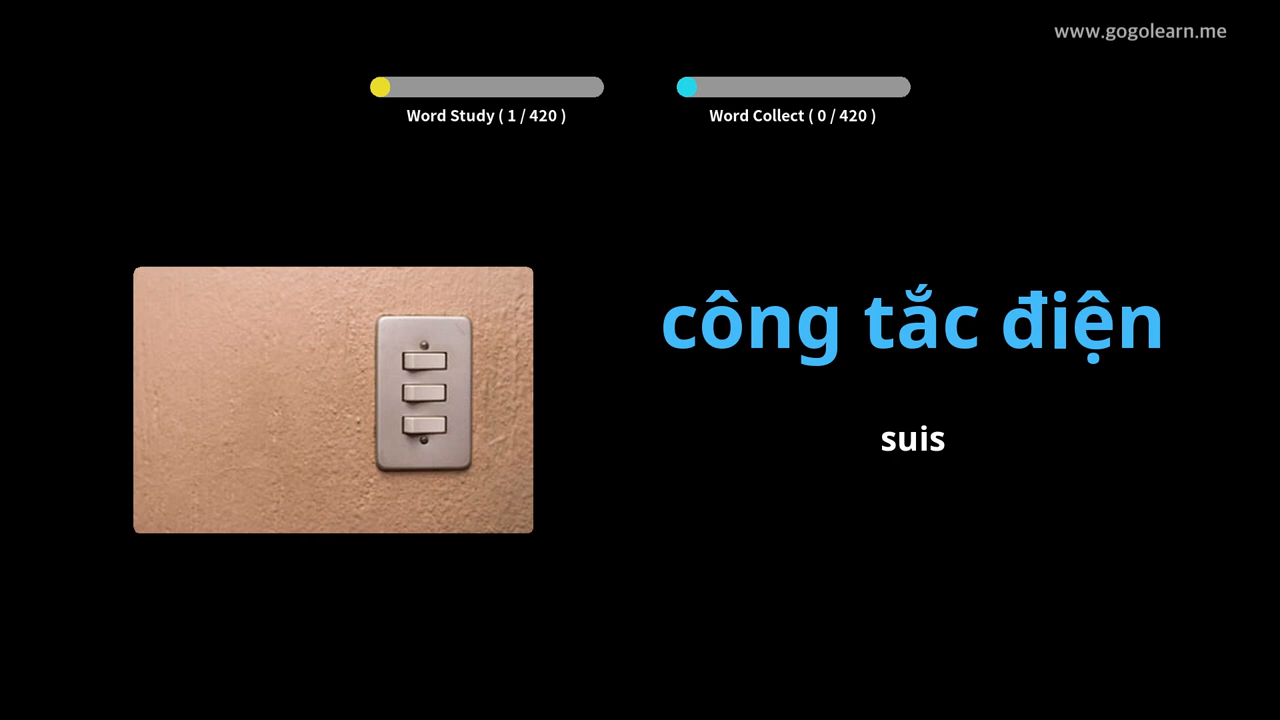 www.gogolearn.me
Word Study ( 1 / 420 )
Word Collect ( 0 / 420 )
công tắc điện
suis